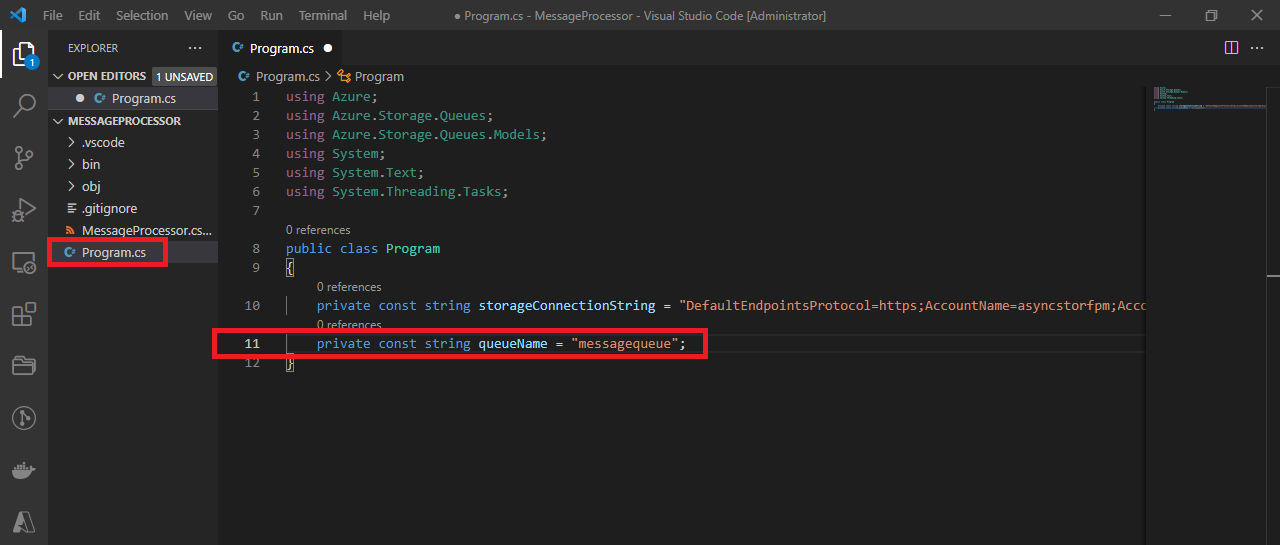 File Edit Selection View Go Run Terminal Help
● Program.cs - MessageProcessor - Visual Studio Code [Administrator]
EXPLORER
Program.cs
OPEN EDITORS 1 UNSAVED
Program.cs
MESSAGEPROCESSOR
.vscode
bin
obj
.gitignore
MessageProcessor.cs...
Program.cs
1
Program.cs > Program
1 using Azure;
2 using Azure.Storage.Queues;
3 using Azure.Storage.Queues.Models;
4 using System;
5 using System.Text;
6 using System.Threading.Tasks;
7
0 references
8 public class Program
9 {
0 references
10 private const string storageConnectionString = "DefaultEndpointsProtocol=https;AccountName=asyncstorfpm;Acco
0 references
11 private const string queueName = "messagequeue";
12 }